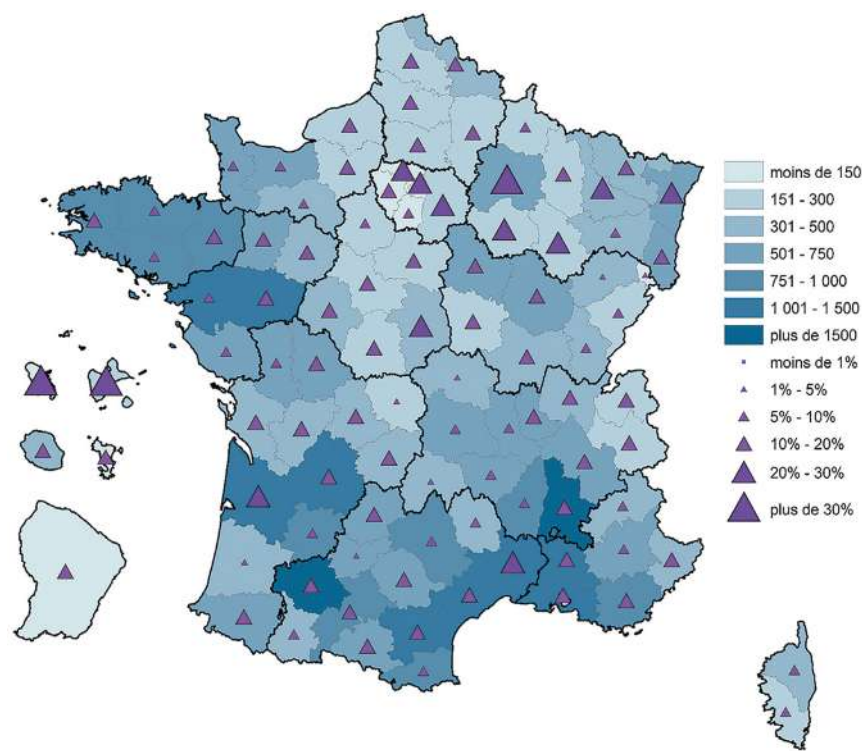 moins de 150
151 - 300
301 - 500
501 - 750
751 - 1 000
1 001 - 1 500
plus de 1500
moins de 1%
1% - 5%
5% - 10%
10% - 20%
20% - 30%
plus de 30%